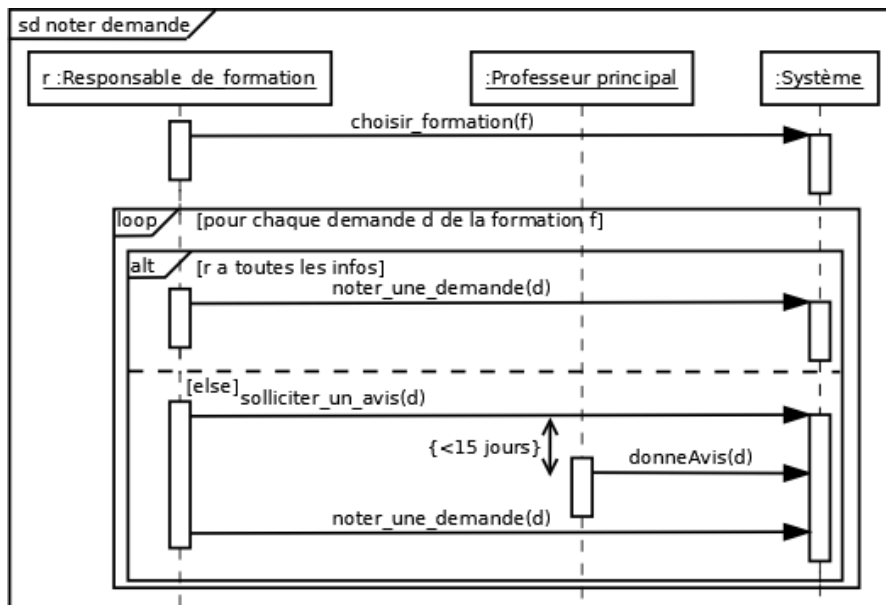 sd noter demande
r :Responsable_de_formation
:Professeur principal
:Système
choisir_formation(f)
loop
[pour chaque demande d de la formation f]
alt
[r a toutes les infos]
noter_une_demande(d)
[else]
solliciter_un_avis(d)
{<15 jours}
donneAvis(d)
noter_une_demande(d)